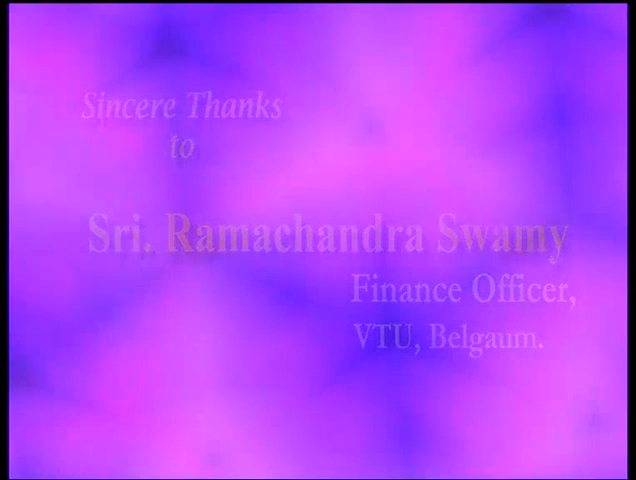 Sincere Thanks
to
Sri. Ramachandra Swamy
Finance Officer,
VTU, Belgaum.